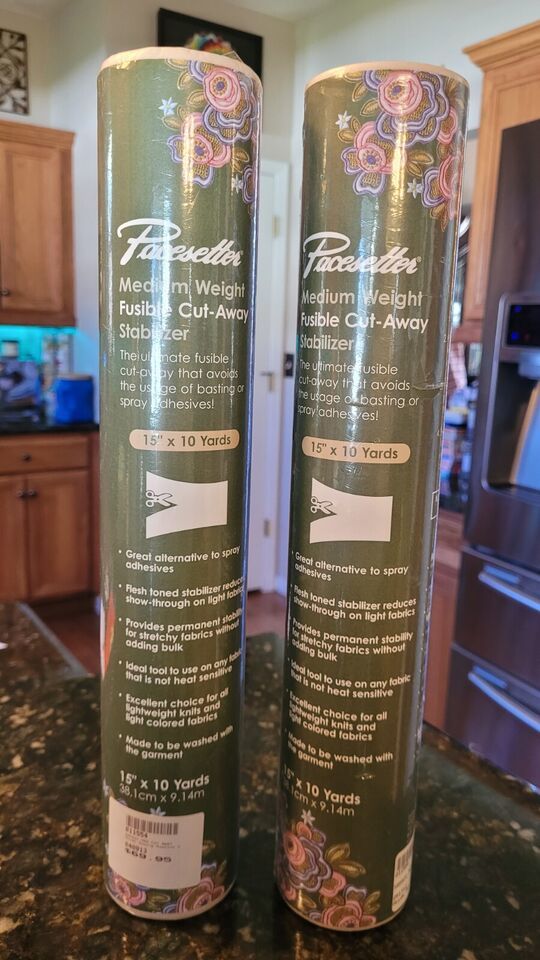 Pacesetter
Medium Weight
Fusible Cut-Away
Stabilizer
The ultimate fusible
cut-away that avoids
the usage of basting or
spray adhesives!
15" x 10 Yards
• Great alternative to spray
adhesives
• Flesh toned stabilizer reduces
show-through on light fabrics
• Provides permanent stability
for stretchy fabrics without
adding bulk
• Ideal tool to use on any fabric
that is not heat sensitive
• Excellent choice for all
lightweight knits and
light colored fabrics
• Made to be washed with
the garment
15" x 10 Yards
38.1cm x 9.14m
$69.95
Pacesetter®
Medium Weight
Fusible Cut-Away
Stabilizer
The ultimate fusible
cut-away that avoids
the usage of basting or
spray adhesives!
15" x 10 Yards
• Great alternative to spray
adhesives
Flesh toned stabilizer reduces
show-through on light fabrics
• Provides permanent stability
for stretchy fabrics without
adding bulk
• Ideal tool to use on any fabric
that is not heat sensitive
• Excellent choice for all
lightweight knits and
light colored fabrics
• Made to be washed with
the garment
15" x 10 Yards
38.1cm x 9.14m